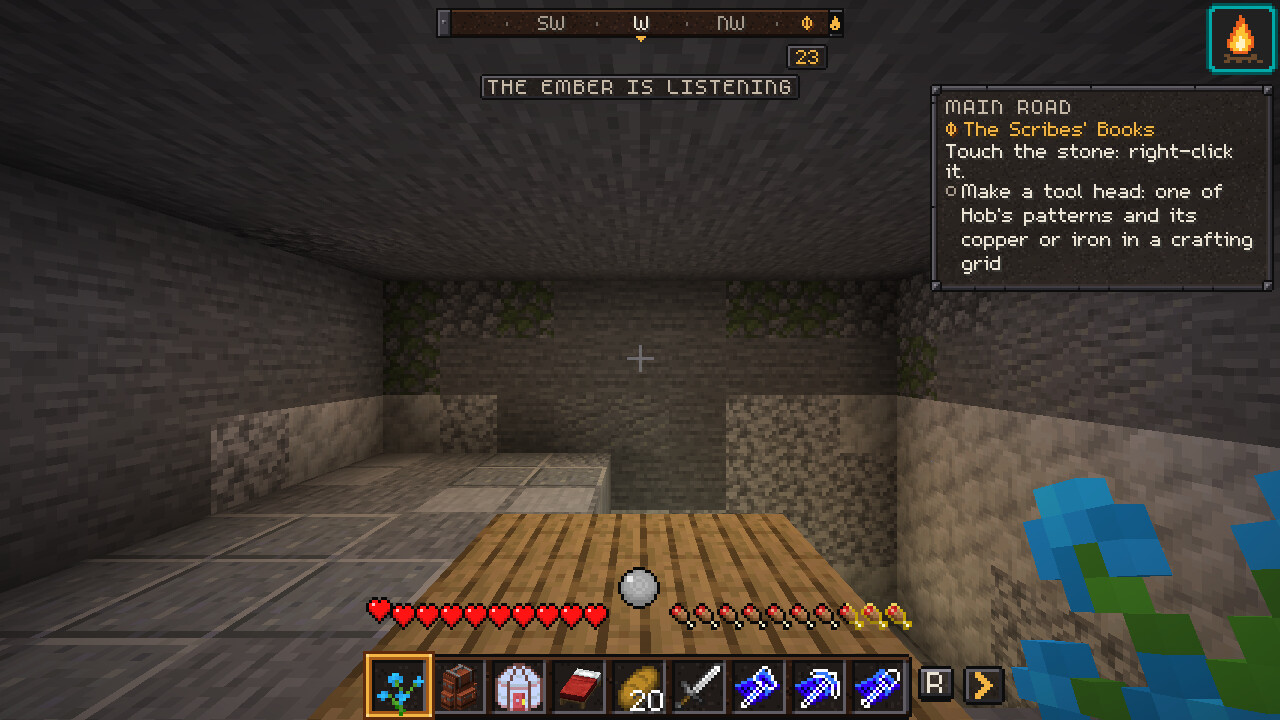 SW
W
NW
23
THE EMBER IS LISTENING
MAIN ROAD
The Scribes' Books
Touch the stone: right-click
it.
Make a tool head: one of
Hob's patterns and its
copper or iron in a crafting
grid
20
R